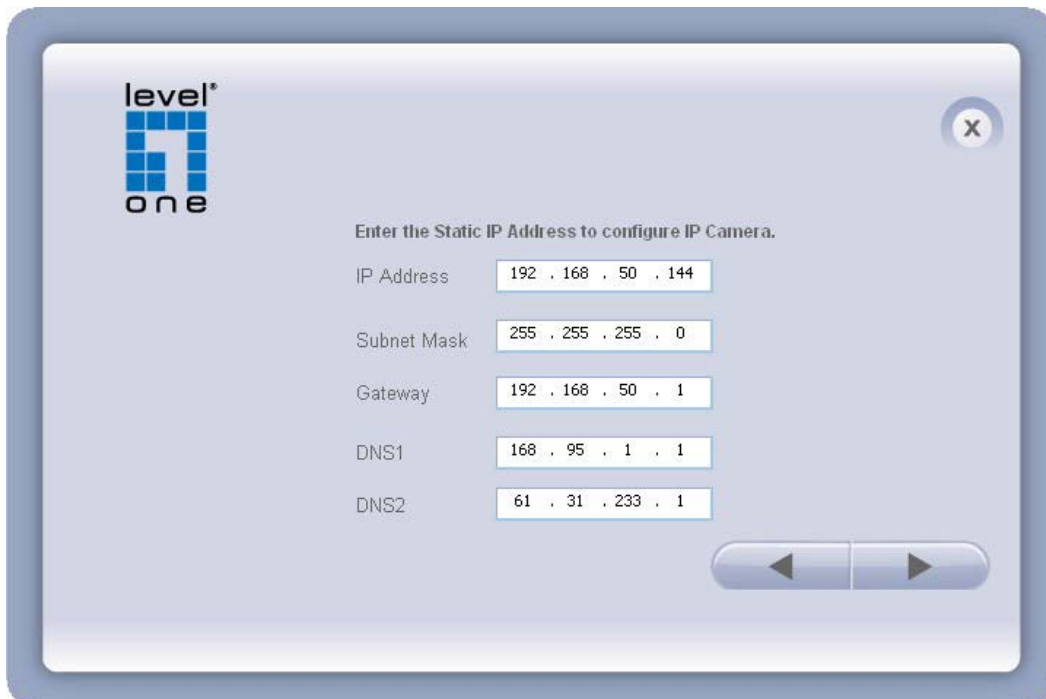 level®
one
X
Enter the Static IP Address to configure IP Camera.
IP Address 192 . 168 . 50 . 144
Subnet Mask 255 . 255 . 255 . 0
Gateway 192 . 168 . 50 . 1
DNS1 168 . 95 . 1 . 1
DNS2 61 . 31 . 233 . 1